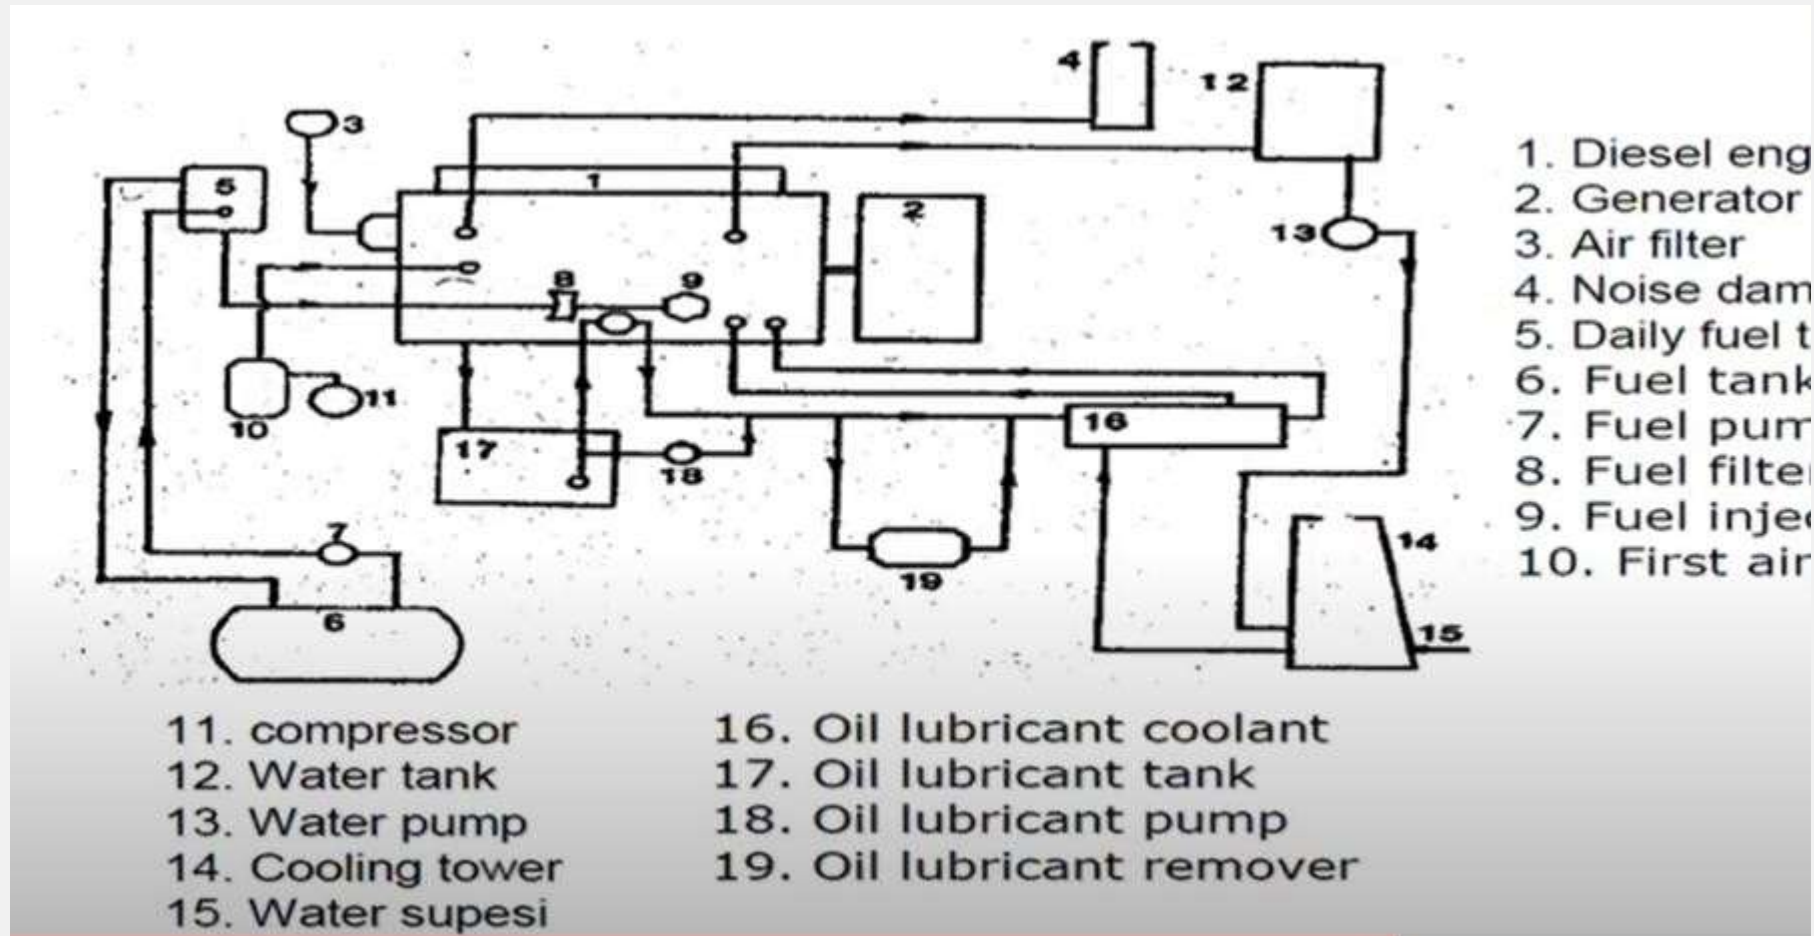 4
12
3
5
1
2
13
8
9
11
10
16
17
18
7
14
19
6
15
1. Diesel eng
2. Generator
3. Air filter
4. Noise dam
5. Daily fuel t
6. Fuel tank
7. Fuel pum
8. Fuel filte
9. Fuel inje
10. First air
11. compressor
12. Water tank
13. Water pump
14. Cooling tower
15. Water supesi
16. Oil lubricant coolant
17. Oil lubricant tank
18. Oil lubricant pump
19. Oil lubricant remover